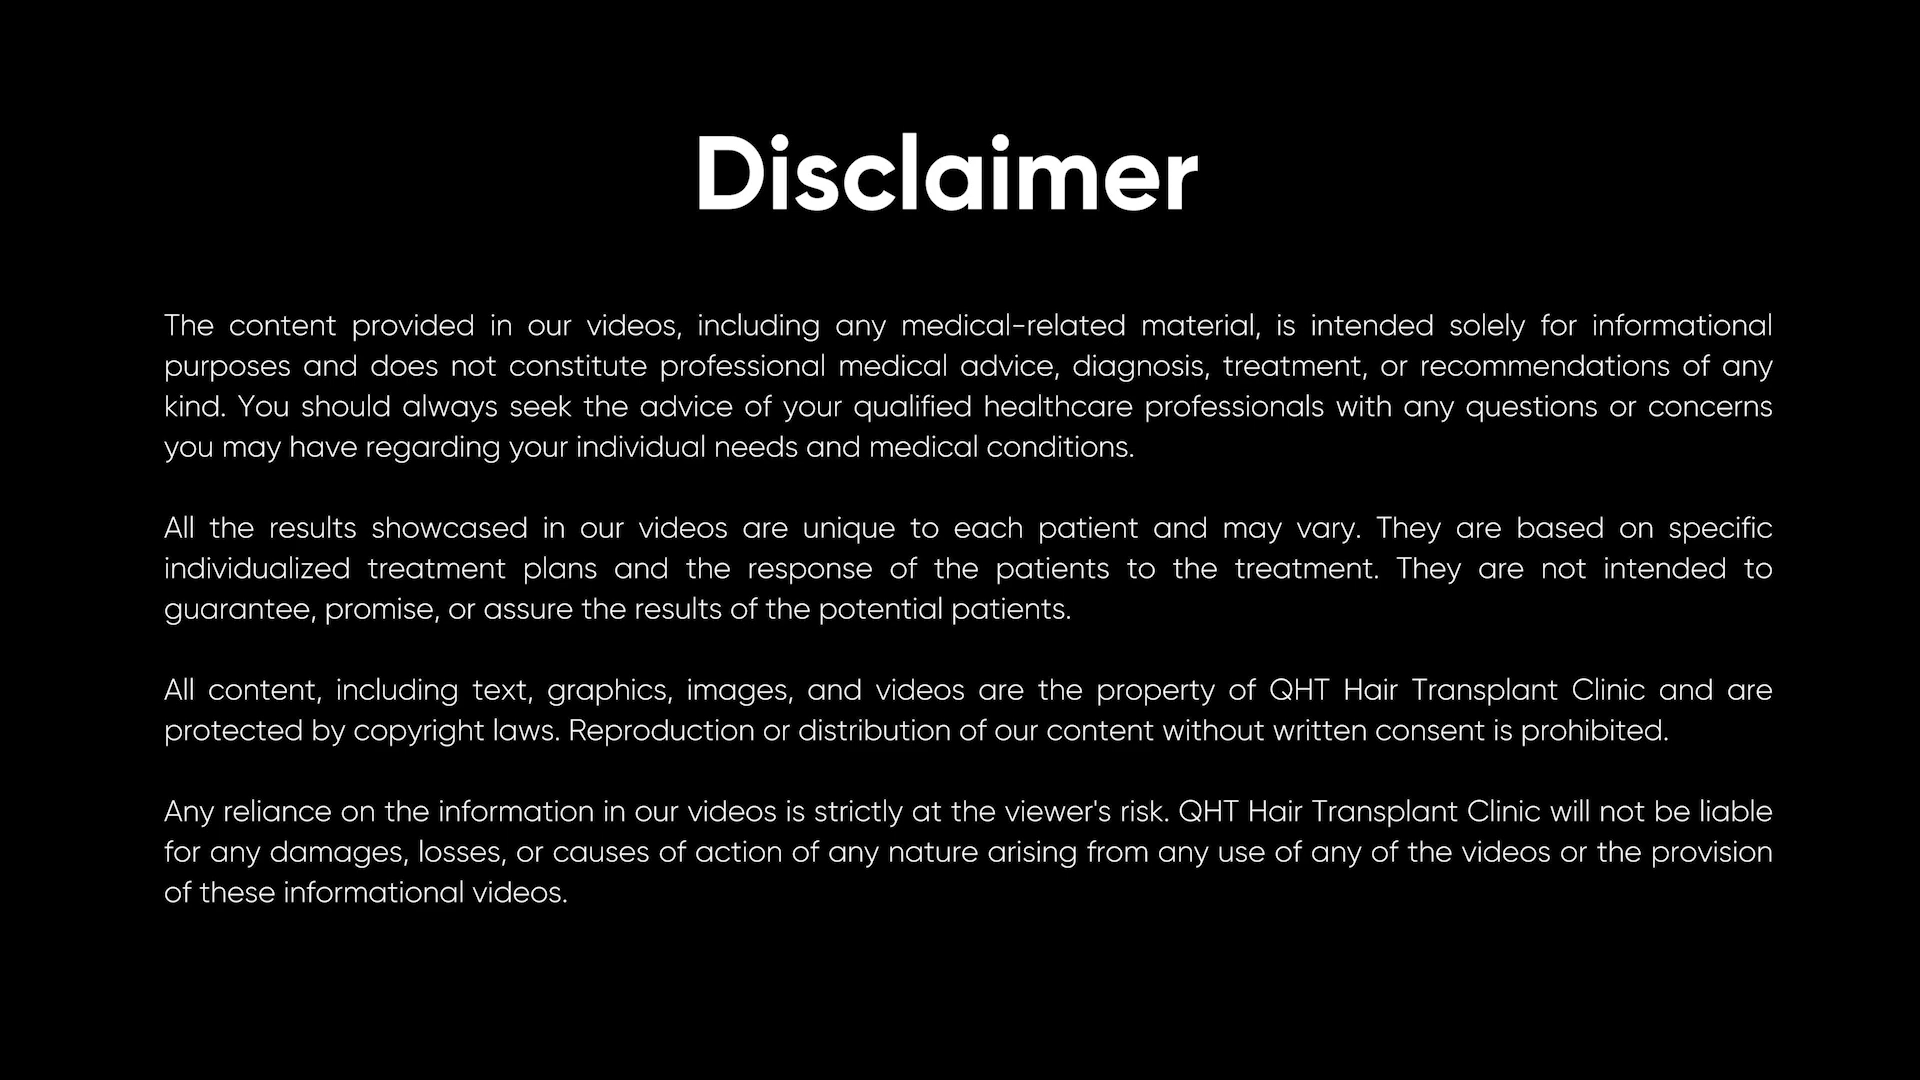 Disclaimer
The content provided in our videos, including any medical-related material, is intended solely for informational
purposes and does not constitute professional medical advice, diagnosis, treatment, or recommendations of any
kind. You should always seek the advice of your qualified healthcare professionals with any questions or concerns
you may have regarding your individual needs and medical conditions.
All the results showcased in our videos are unique to each patient and may vary. They are based on specific
individualized treatment plans and the response of the patients to the treatment. They are not intended to
guarantee, promise, or assure the results of the potential patients.
All content, including text, graphics, images, and videos are the property of QHT Hair Transplant Clinic and are
protected by copyright laws. Reproduction or distribution of our content without written consent is prohibited.
Any reliance on the information in our videos is strictly at the viewer's risk. QHT Hair Transplant Clinic will not be liable
for any damages, losses, or causes of action of any nature arising from any use of any of the videos or the provision
of these informational videos.